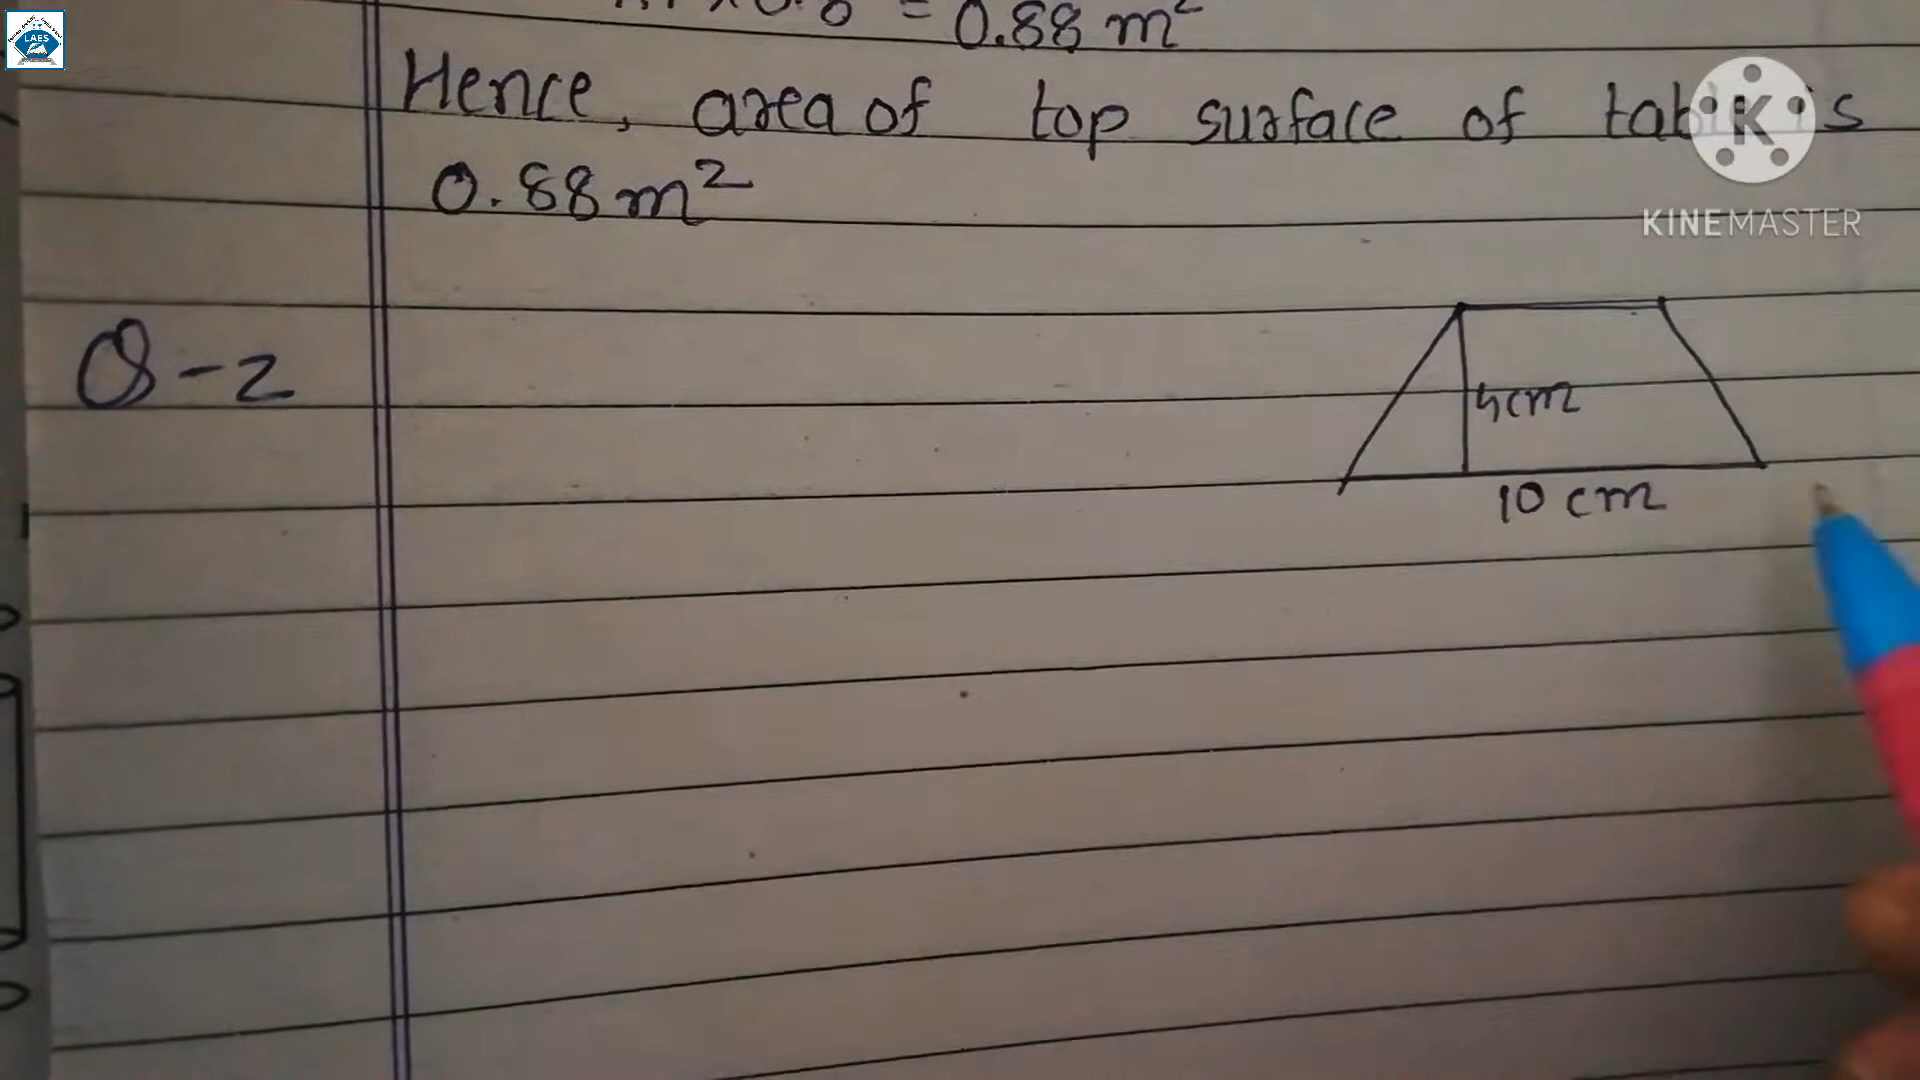 LAES
= 0.88 m²
Hence, area of top surface of table is
0.88 m²
K
KINEMASTER
Q-2
4cm
10 cm